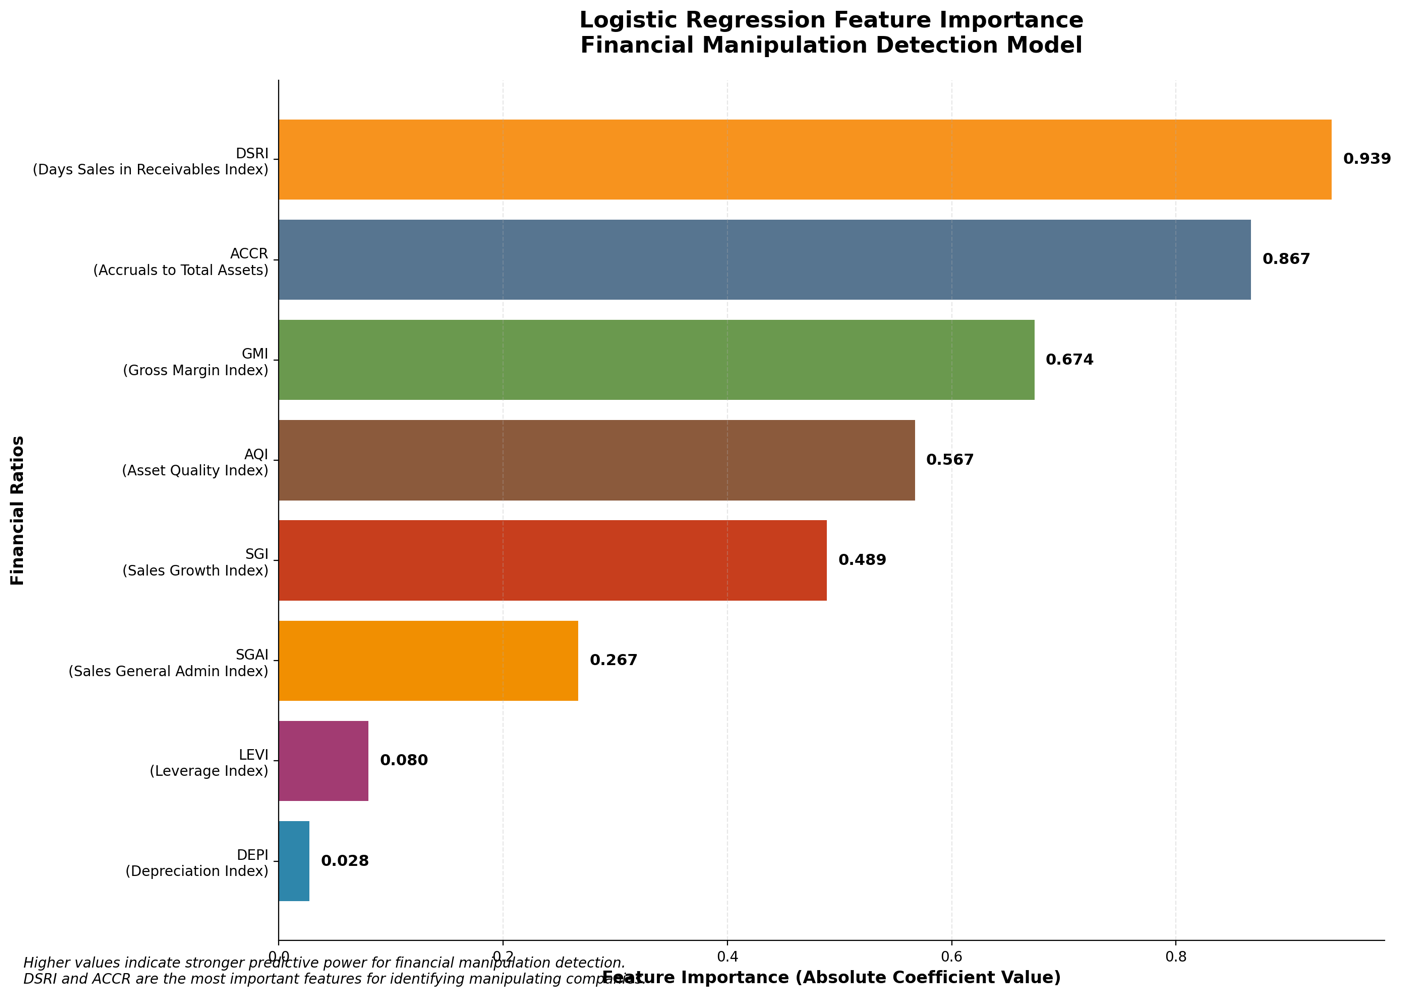 Logistic Regression Feature Importance
Financial Manipulation Detection Model
Financial Ratios
DSRI
(Days Sales in Receivables Index)
0.939
ACCR
(Accruals to Total Assets)
0.867
GMI
(Gross Margin Index)
0.674
AQI
(Asset Quality Index)
0.567
SGI
(Sales Growth Index)
0.489
SGAI
(Sales General Admin Index)
0.267
LEVI
(Leverage Index)
0.080
DEPI
(Depreciation Index)
0.028
0.0 0.2 0.4 0.6 0.8
Higher values indicate stronger predictive power for financial manipulation detection.
DSRI and ACCR are the most important features for identifying manipulating companies.
Feature Importance (Absolute Coefficient Value)